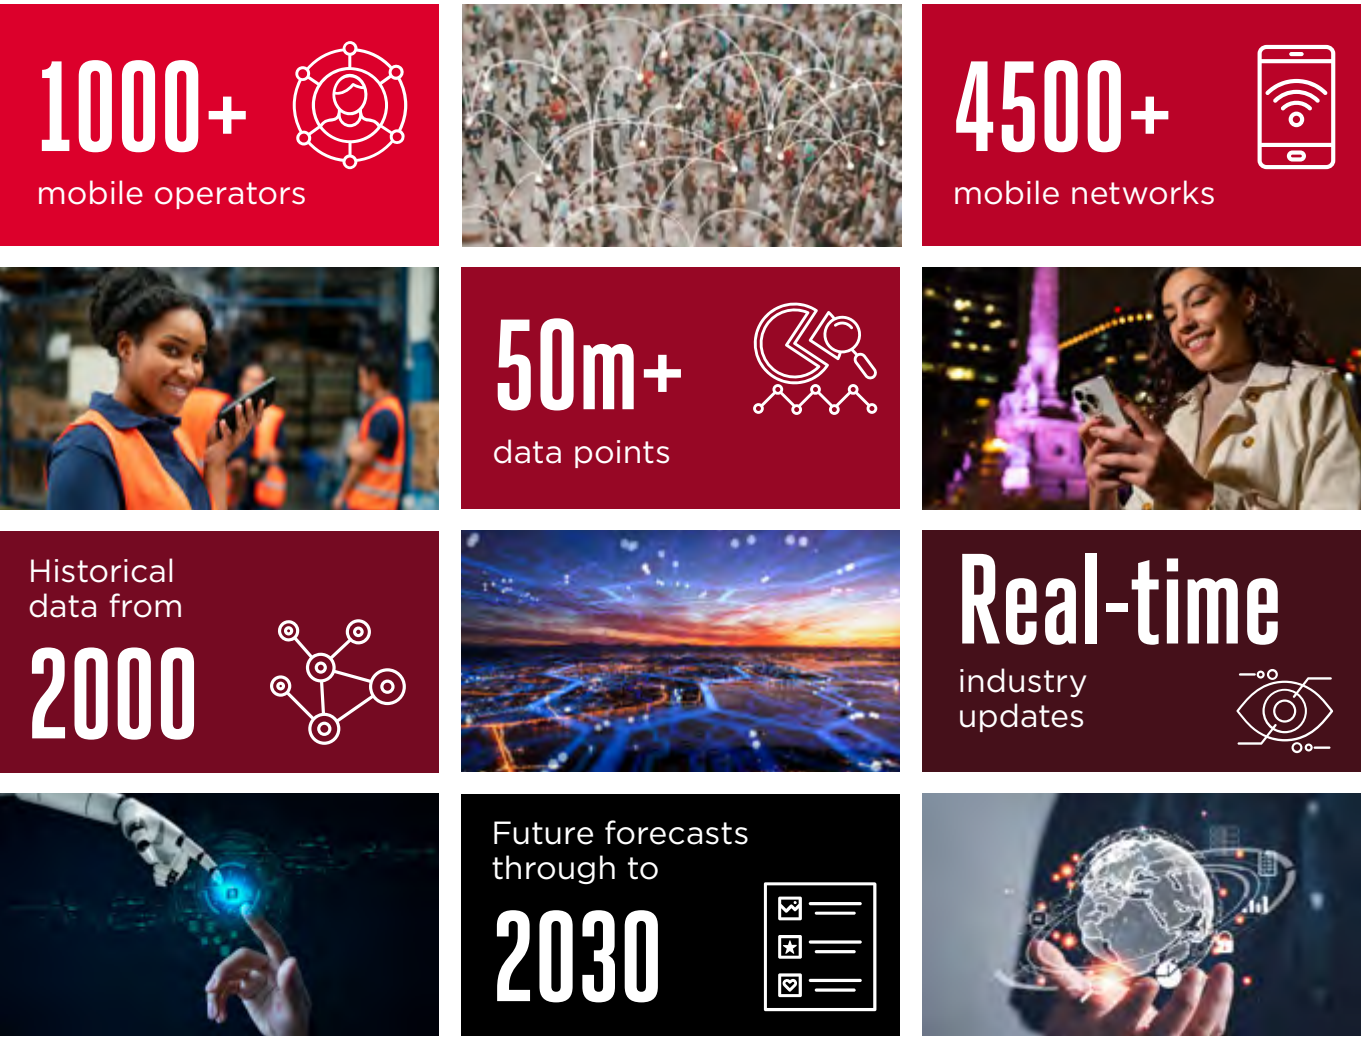 1000+
mobile operators
4500+
mobile networks
50m+
data points
Historical
data from
2000
Real-time
industry
updates
Future forecasts
through to
2030